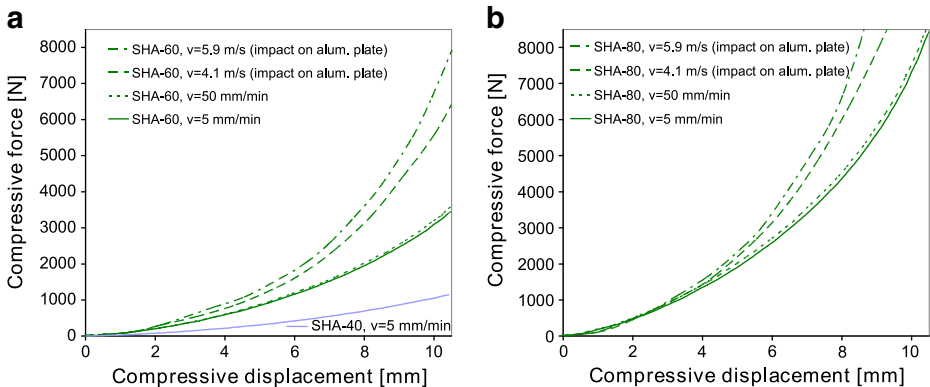 a
Compressive force [N]
8000
7000
6000
5000
4000
3000
2000
1000
0
SHA-60, v=5.9 m/s (impact on alum. plate)
SHA-60, v=4.1 m/s (impact on alum. plate)
SHA-60, v=50 mm/min
SHA-60, v=5 mm/min
SHA-40, v=5 mm/min
0 2 4 6 8 10
Compressive displacement [mm]
b
Compressive force [N]
8000
7000
6000
5000
4000
3000
2000
1000
0
SHA-80, v=5.9 m/s (impact on alum. plate)
SHA-80, v=4.1 m/s (impact on alum. plate)
SHA-80, v=50 mm/min
SHA-80, v=5 mm/min
0 2 4 6 8 10
Compressive displacement [mm]